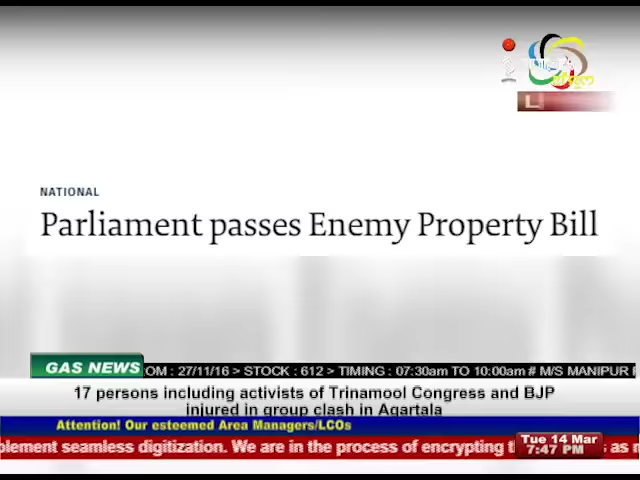 NATIONAL
Parliament passes Enemy Property Bill
GAS NEWS
OM : 27/11/16 > STOCK : 612 > TIMING : 07:30am TO 10:00am # M/S MANIPUR
17 persons including activists of Trinamool Congress and BJP
injured in group clash in Agartala
Attention! Our esteemed Area Managers/LCOs
plement seamless digitization. We are in the process of encrypting
Tue 14 Mar
7:47 PM